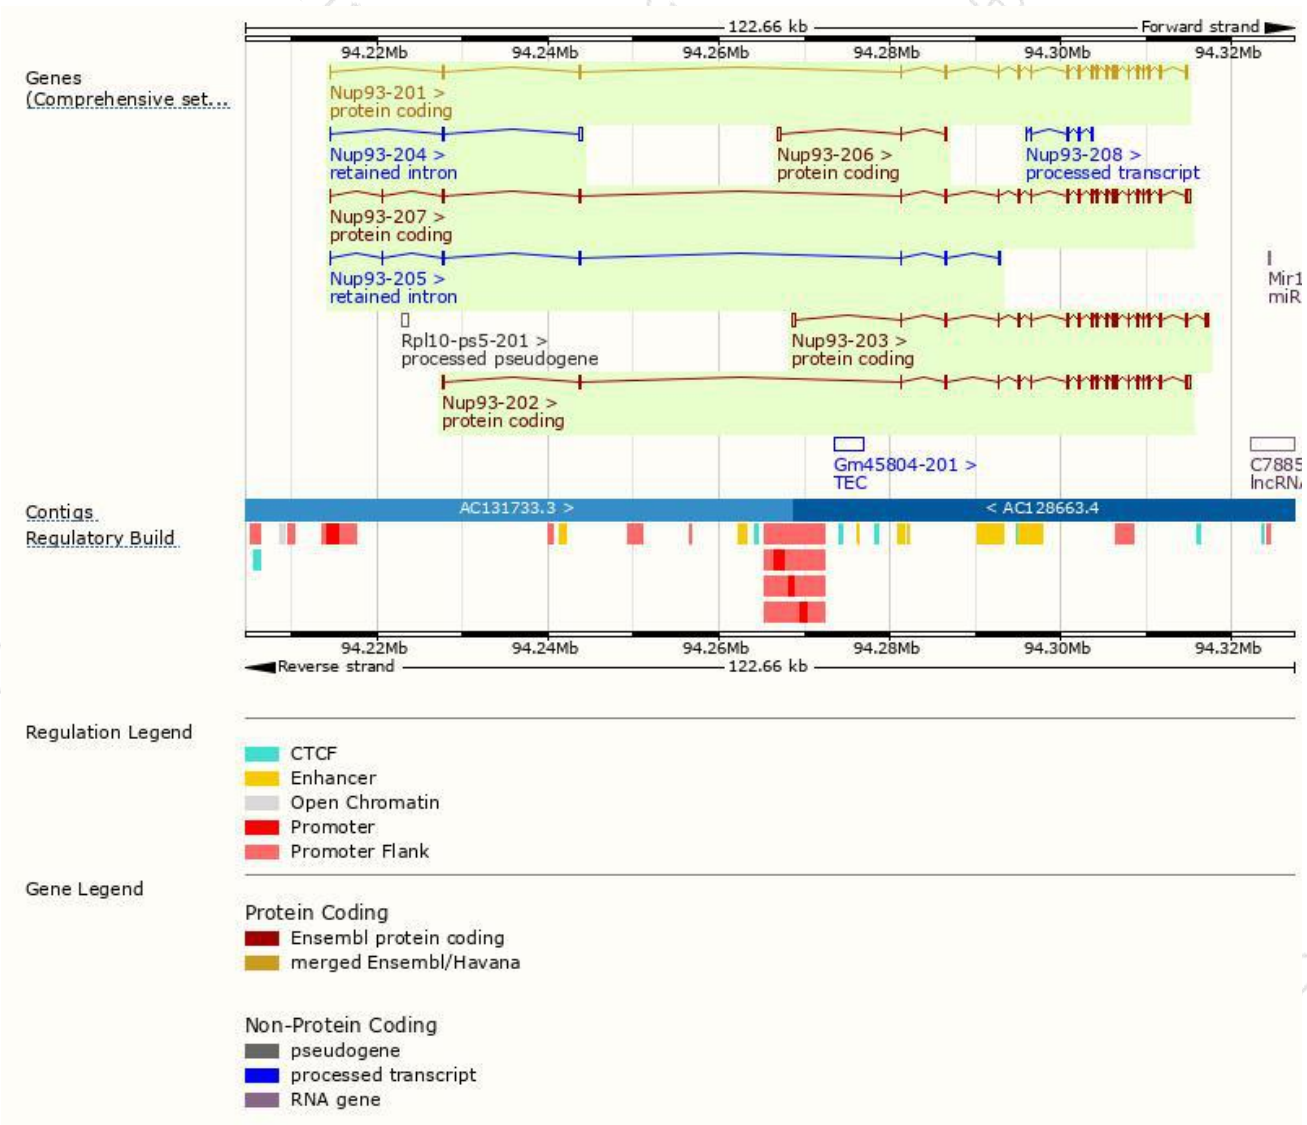 122.66 kb
Forward strand
94.22Mb 94.24Mb 94.26Mb 94.28Mb 94.30Mb 94.32Mb
Genes
(Comprehensive set...
Nup93-201 >
protein coding
Nup93-204 >
retained intron
Nup93-206 >
protein coding
Nup93-208 >
processed transcript
Nup93-207 >
protein coding
Nup93-205 >
retained intron
Mir1
miR
Rpl10-ps5-201 >
processed pseudogene
Nup93-203 >
protein coding
Nup93-202 >
protein coding
Gm45804-201 >
TEC
C7885
lncRNA
Contigs
AC131733.3 >
< AC128663.4
Regulatory Build
94.22Mb 94.24Mb 94.26Mb 94.28Mb 94.30Mb 94.32Mb
Reverse strand
122.66 kb
Regulation Legend
CTCF
Enhancer
Open Chromatin
Promoter
Promoter Flank
Gene Legend
Protein Coding
Ensembl protein coding
merged Ensembl/Havana
Non-Protein Coding
pseudogene
processed transcript
RNA gene